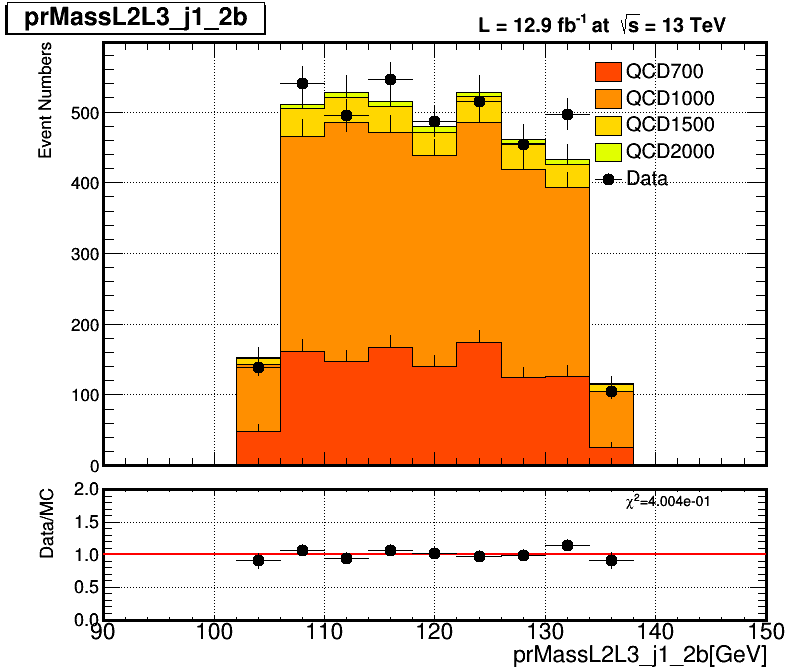 prMassL2L3_j1_2b
L = 12.9 fb⁻¹ at √s = 13 TeV
Event Numbers
QCD700
QCD1000
QCD1500
QCD2000
Data
500
400
300
200
100
0
Data/MC
χ²=4.004e-01
2.0
1.5
1.0
0.5
0.0
90 100 110 120 130 140 150
prMassL2L3_j1_2b[GeV]